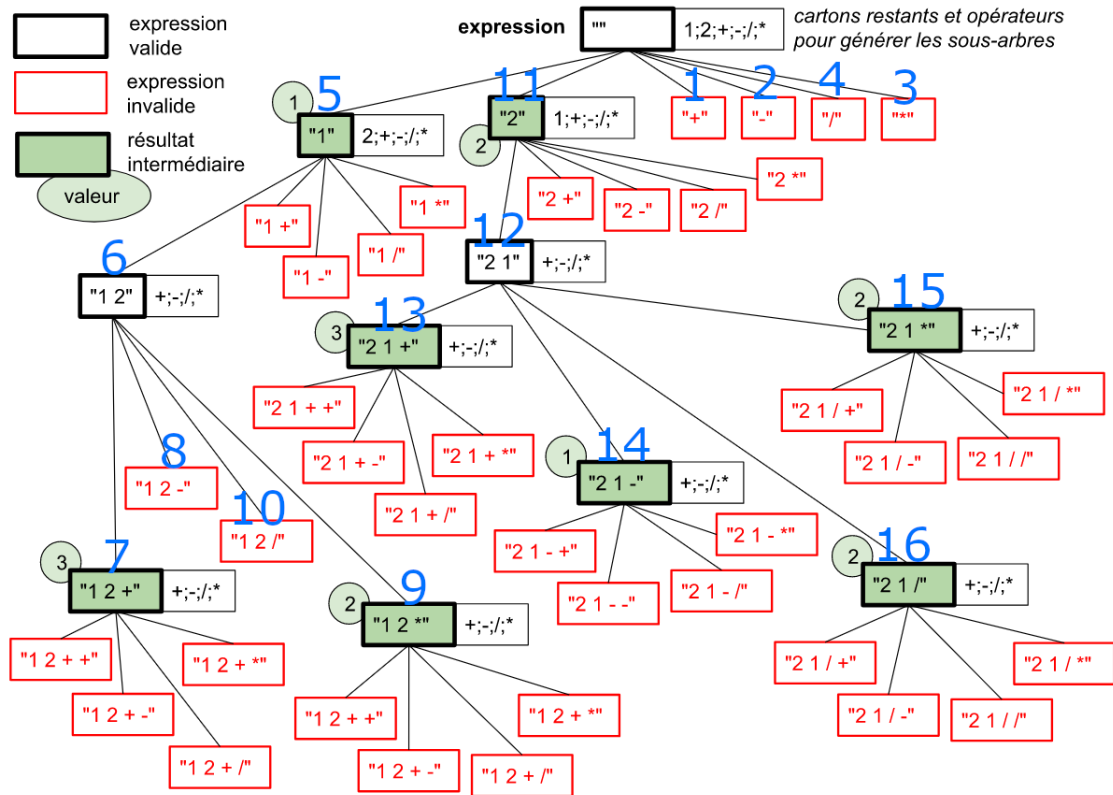 expression
valide
expression
invalide
résultat
intermédiaire
valeur
expression "" 1;2;+;-;/;*
cartons restants et opérateurs
pour générer les sous-arbres
1 5 "1" 2;+;-;/;*
11 "2" 2 1;+;-;/;*
1 "+"
2 "-"
4 "/"
3 "*"
"1 +"
"1 -"
"1 /"
"1 *"
"2 +"
"2 -"
"2 /"
"2 *"
6 "1 2" +;-;/;*
12 "2 1" +;-;/;*
3 13 "2 1 +" +;-;/;*
2 15 "2 1 *" +;-;/;*
"2 1 + +"
"2 1 + -"
"2 1 + /"
"2 1 + *"
"2 1 / +"
"2 1 / -"
"2 1 / /"
"2 1 / *"
8 "1 2 -"
10 "1 2 /"
1 14 "2 1 -" +;-;/;*
"2 1 - +"
"2 1 - -"
"2 1 - /"
"2 1 - *"
3 7 "1 2 +" +;-;/;*
2 9 "1 2 *" +;-;/;*
2 16 "2 1 /" +;-;/;*
"1 2 + +"
"1 2 + -"
"1 2 + /"
"1 2 + *"
"1 2 + +"
"1 2 + -"
"1 2 + /"
"1 2 + *"
"2 1 / +"
"2 1 / -"
"2 1 / /"
"2 1 / *"